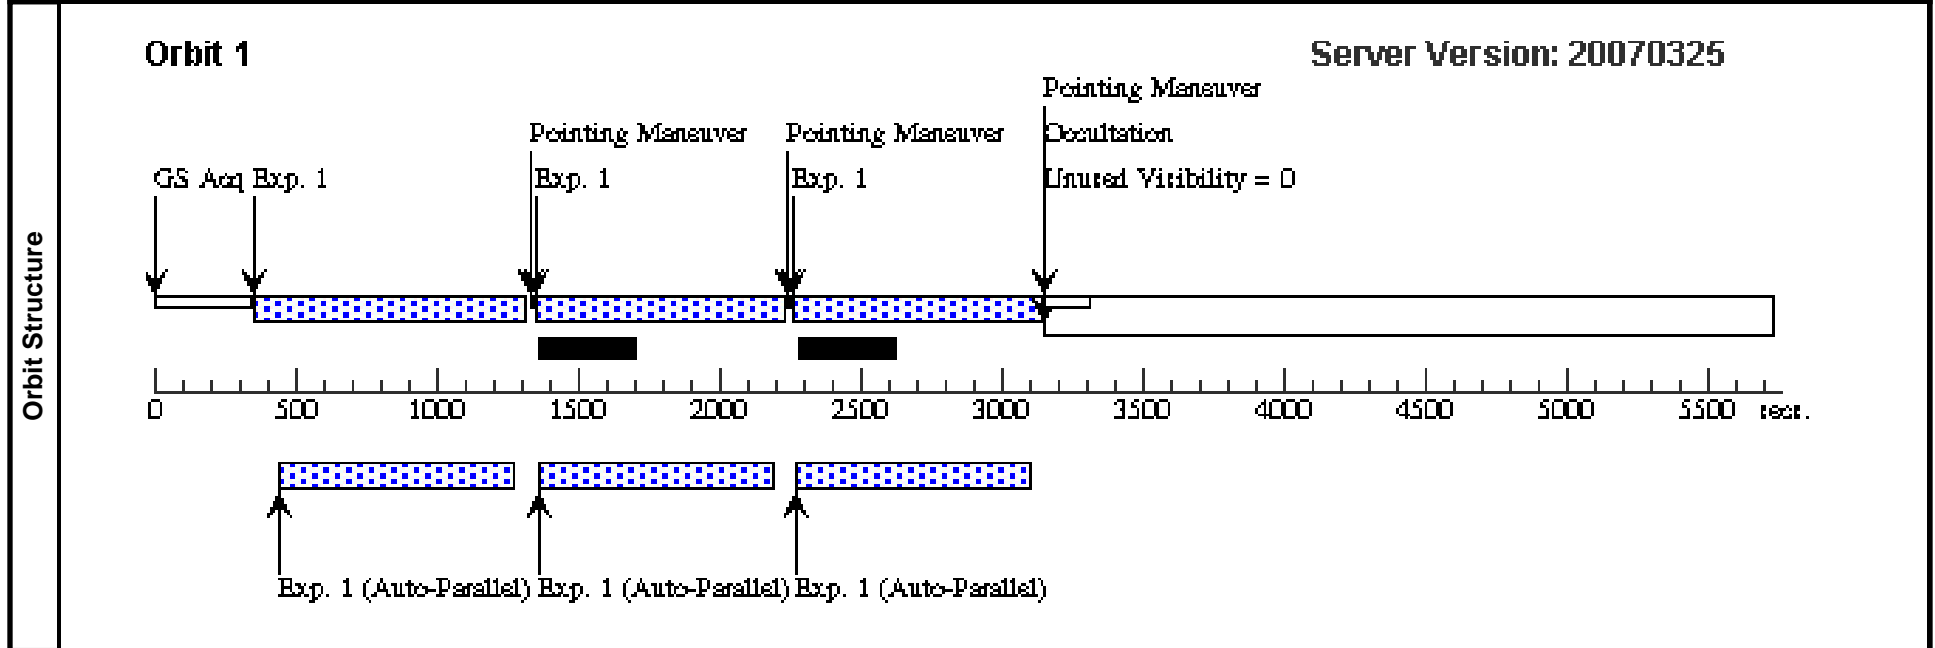 Orbit 1
Server Version: 20070325
Pointing Maneuver
Pointing Maneuver
Pointing Maneuver
Occultation
GS Acq
Exp. 1
Exp. 1
Exp. 1
Unused Visibility = 0
Orbit Structure
0 500 1000 1500 2000 2500 3000 3500 4000 4500 5000 5500 secs.
Exp. 1 (Auto-Parallel)
Exp. 1 (Auto-Parallel)
Exp. 1 (Auto-Parallel)